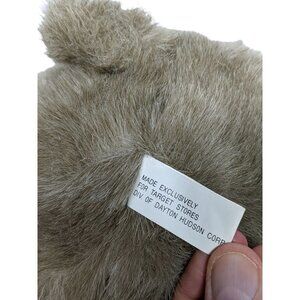 MADE EXCLUSIVELY
FOR TARGET STORES
DIV OF DAYTON HUDSON CORP